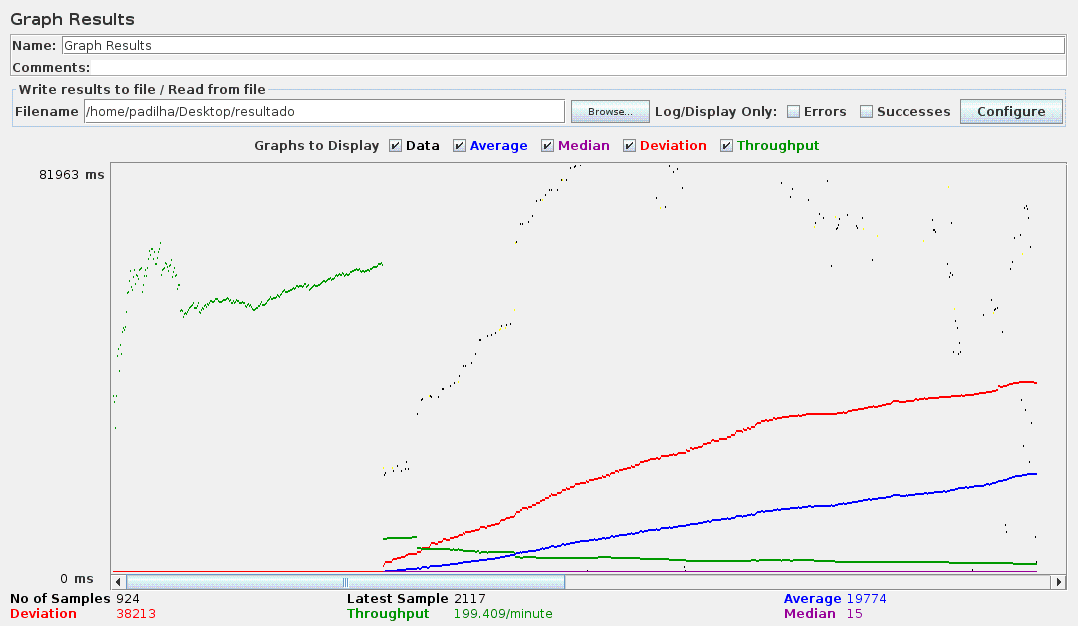 Graph Results
Name: Graph Results
Comments:
Write results to file / Read from file
Filename /home/padilha/Desktop/resultado Browse... Log/Display Only: Errors Successes Configure
Graphs to Display Data Average Median Deviation Throughput
81963 ms
0 ms
No of Samples 924 Latest Sample 2117 Average 19774
Deviation 38213 Throughput 199.409/minute Median 15